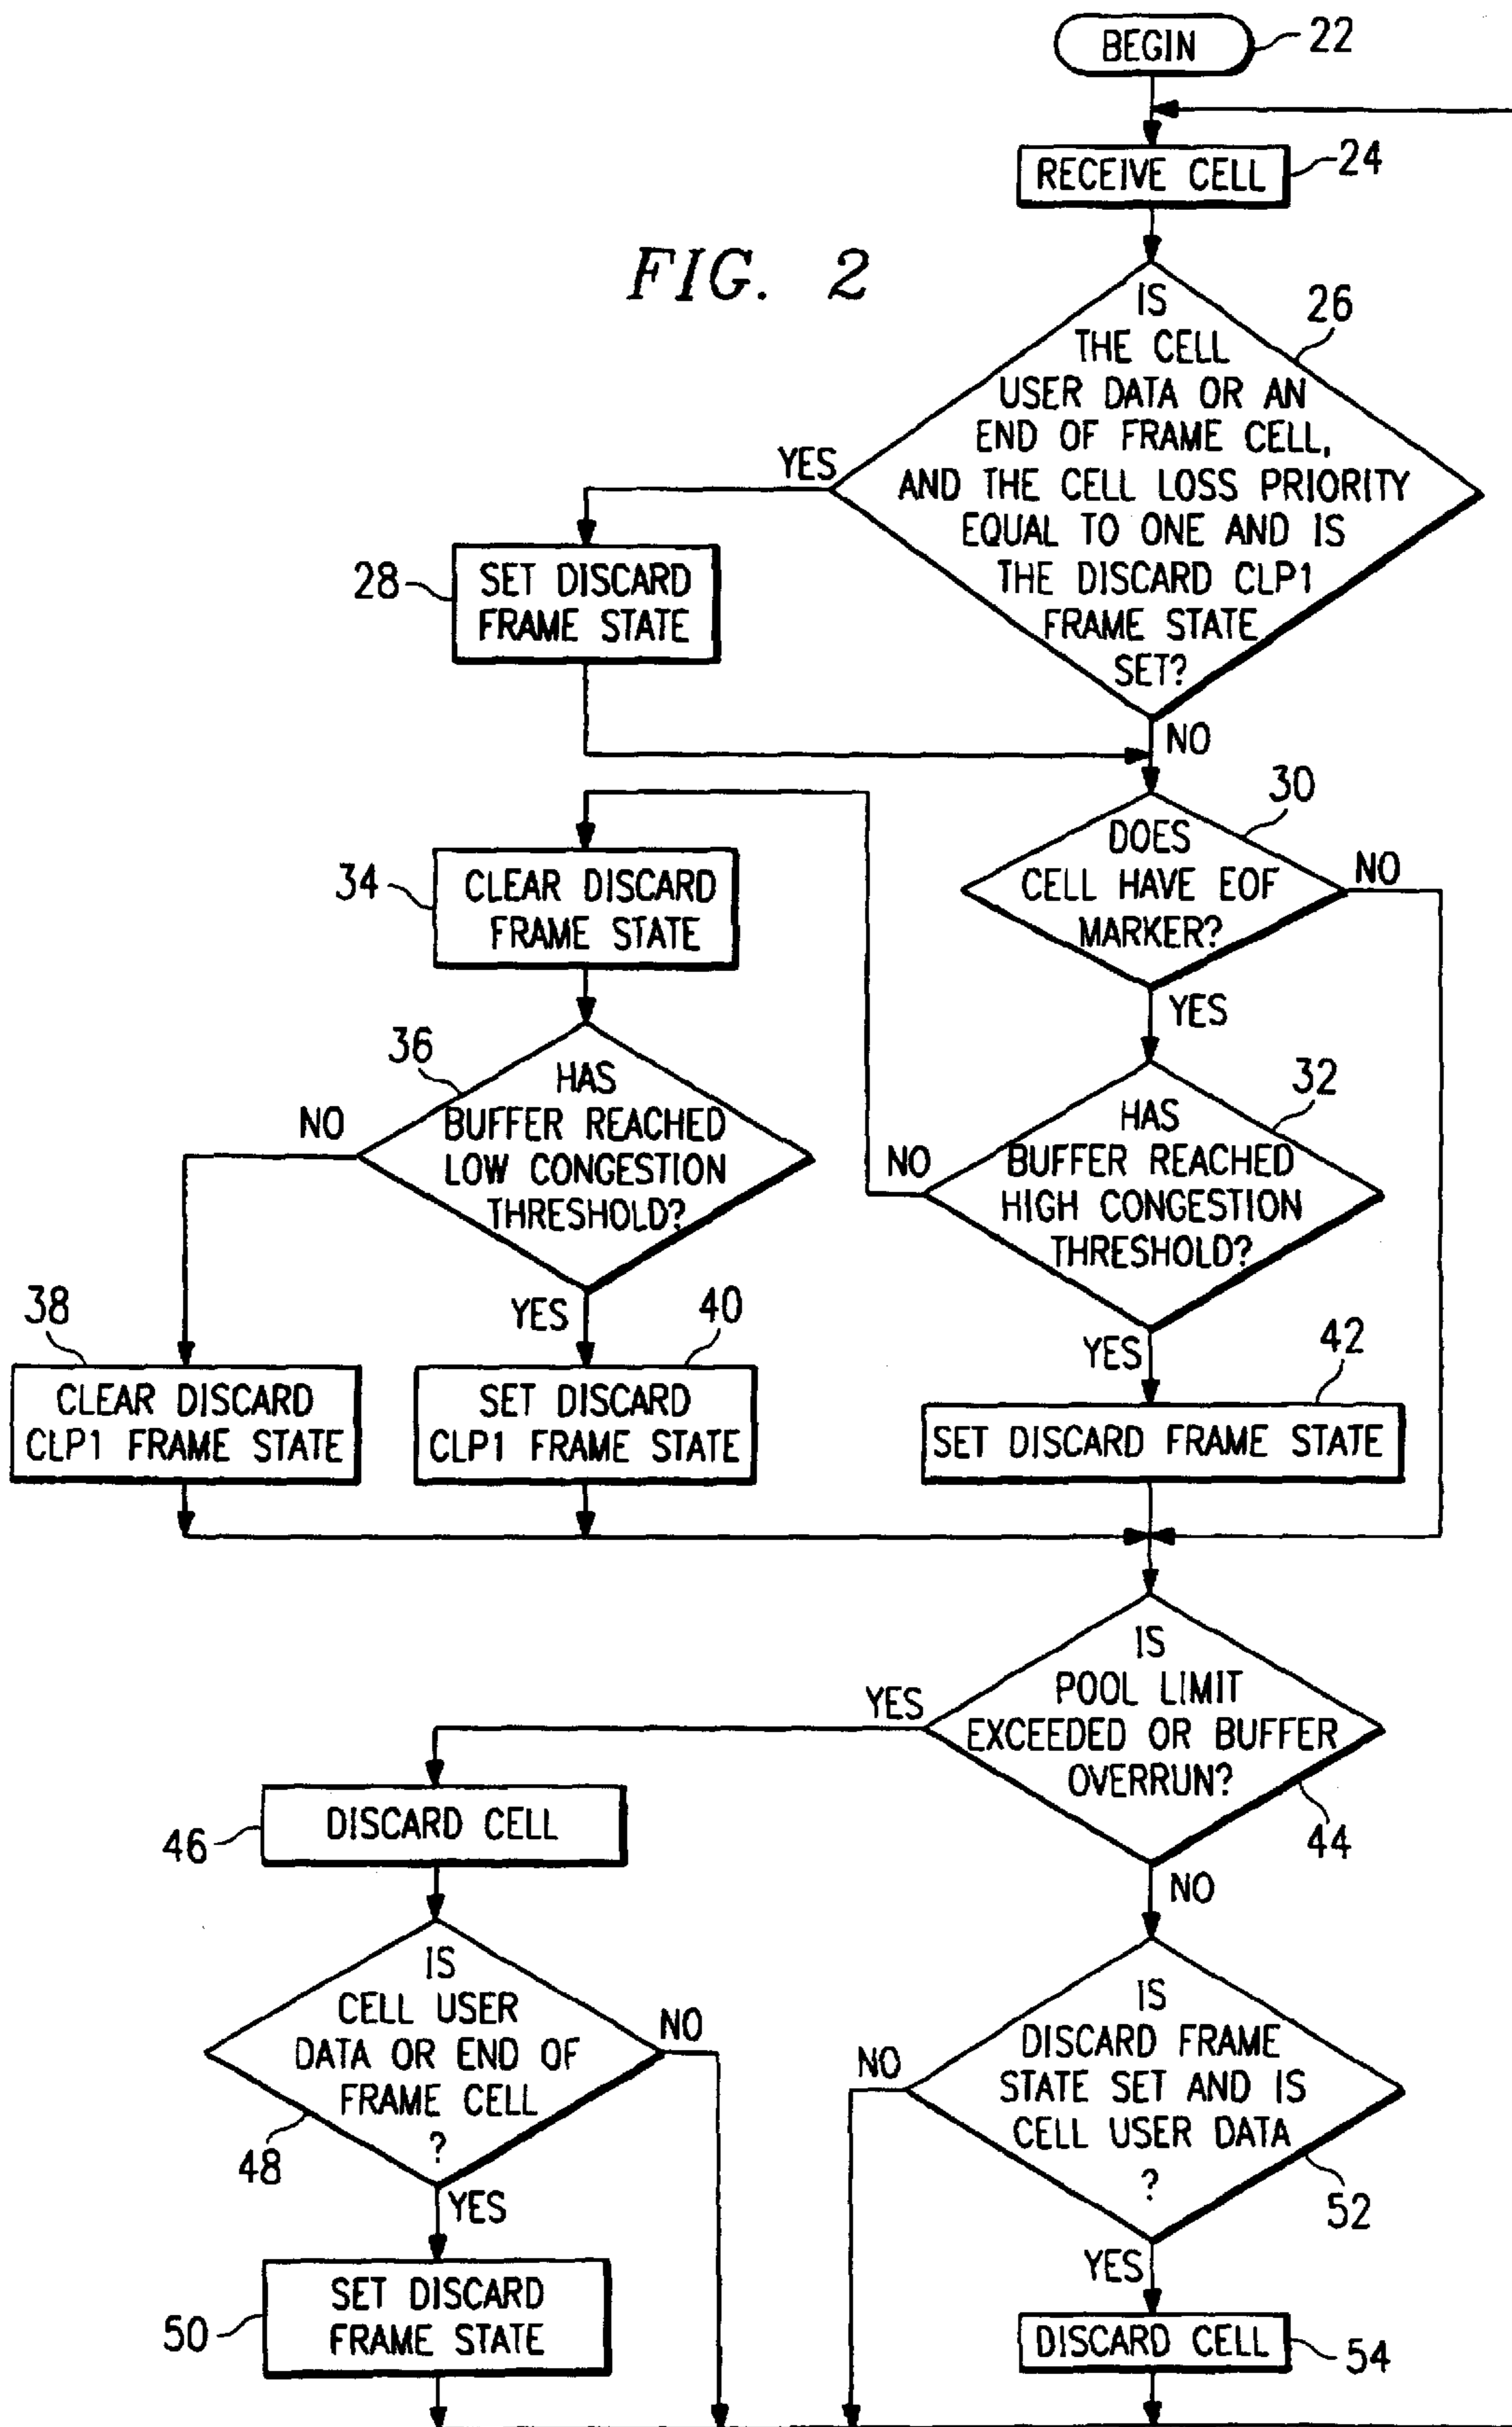 BEGIN
22
RECEIVE CELL
24
FIG. 2
IS
THE CELL
USER DATA OR AN
END OF FRAME CELL,
AND THE CELL LOSS PRIORITY
EQUAL TO ONE AND IS
THE DISCARD CLP1
FRAME STATE
SET?
26
YES
NO
28
SET DISCARD
FRAME STATE
30
DOES
CELL HAVE EOF
MARKER?
NO
YES
34
CLEAR DISCARD
FRAME STATE
36
HAS
BUFFER REACHED
LOW CONGESTION
THRESHOLD?
NO
YES
32
HAS
BUFFER REACHED
HIGH CONGESTION
THRESHOLD?
NO
YES
38
CLEAR DISCARD
CLP1 FRAME STATE
40
SET DISCARD
CLP1 FRAME STATE
42
SET DISCARD FRAME STATE
IS
POOL LIMIT
EXCEEDED OR BUFFER
OVERRUN?
44
YES
NO
46
DISCARD CELL
IS
CELL USER
DATA OR END OF
FRAME CELL
?
48
NO
YES
IS
DISCARD FRAME
STATE SET AND IS
CELL USER DATA
?
52
NO
YES
50
SET DISCARD
FRAME STATE
DISCARD CELL
54